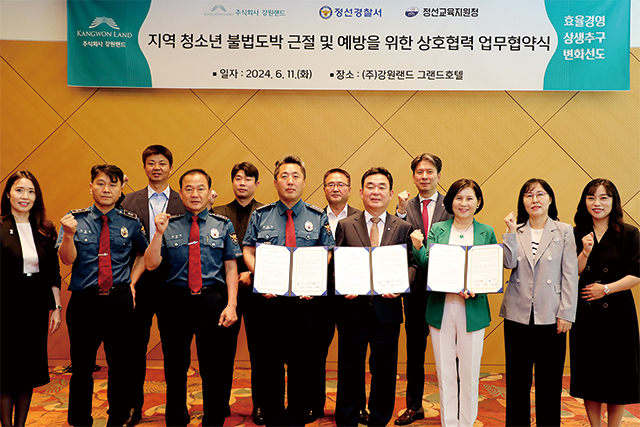 KANGWON LAND
주식회사 강원랜드
KANGWON LAND 주식회사 강원랜드 정선경찰서 정선교육지원청
지역 청소년 불법도박 근절 및 예방을 위한 상호협력 업무협약식
■ 일자 : 2024. 6. 11.(화) ■ 장소 : (주)강원랜드 그랜드호텔
효율경영
상생추구
변화선도